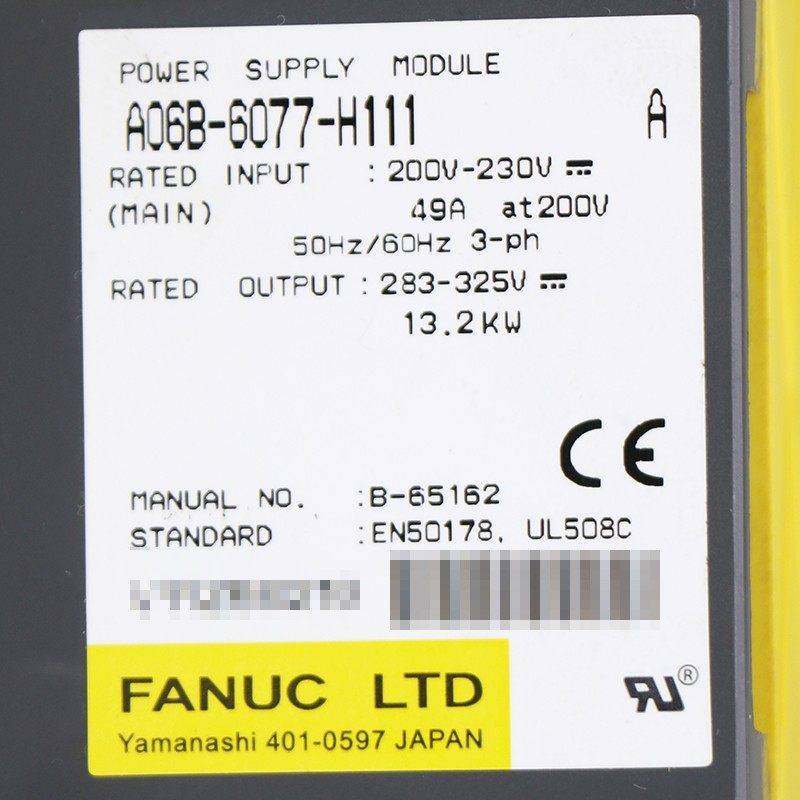 POWER SUPPLY MODULE
A06B-6077-H111 A
RATED INPUT : 200V-230V ⎓
(MAIN) 49A at200V
50Hz/60Hz 3-ph
RATED OUTPUT : 283-325V ⎓
13.2KW
CE
MANUAL NO. :B-65162
STANDARD :EN50178, UL508C
FANUC LTD
Yamanashi 401-0597 JAPAN
RU®